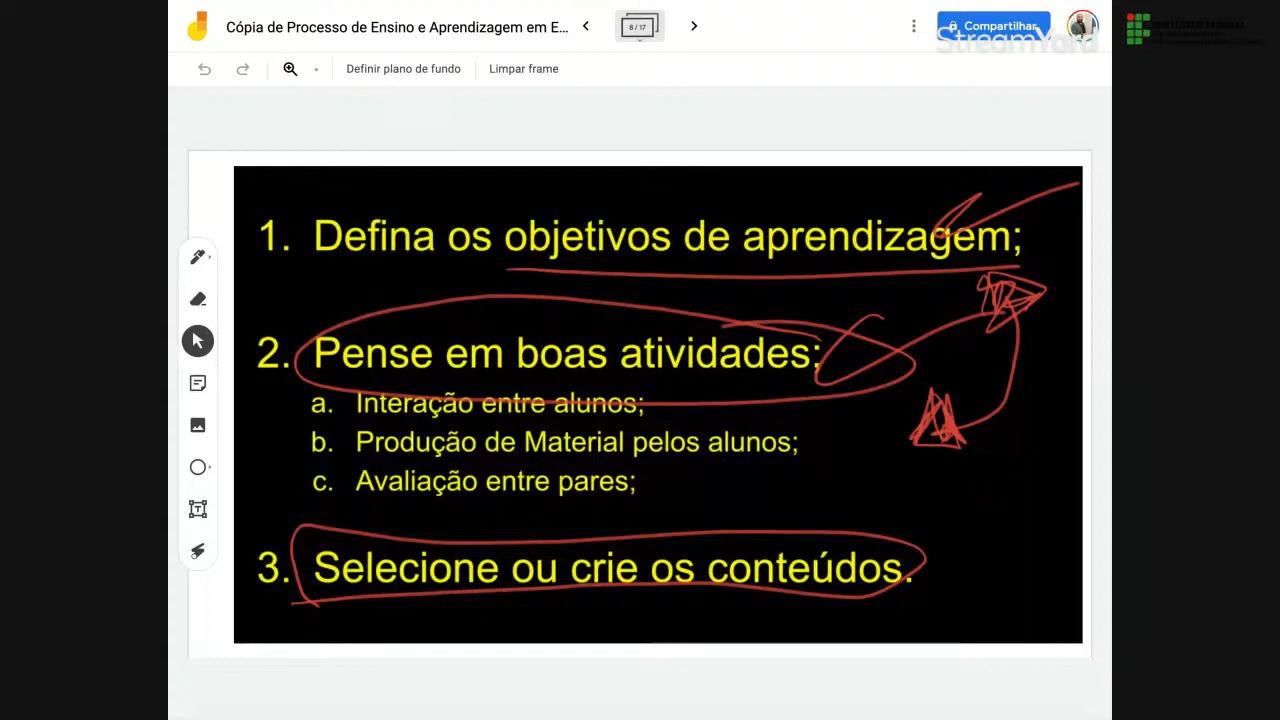 Cópia de Processo de Ensino e Aprendizagem em E...
8 / 17
Compartilhar
StreamYard
Definir plano de fundo
Limpar frame
1. Defina os objetivos de aprendizagem;
2. Pense em boas atividades;
a. Interação entre alunos;
b. Produção de Material pelos alunos;
c. Avaliação entre pares;
3. Selecione ou crie os conteúdos.